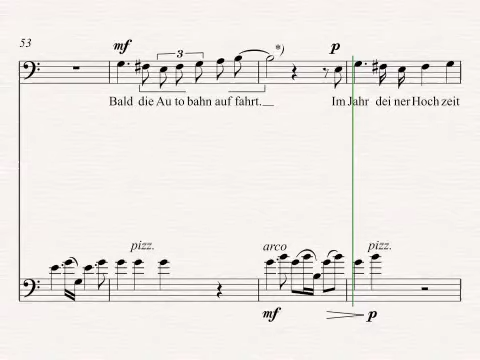 53
mf
3
*)
p
Bald die Au to bahn auf fahrt.__ Im Jahr dei ner Hoch zeit
pizz.
arco
pizz.
mf
p